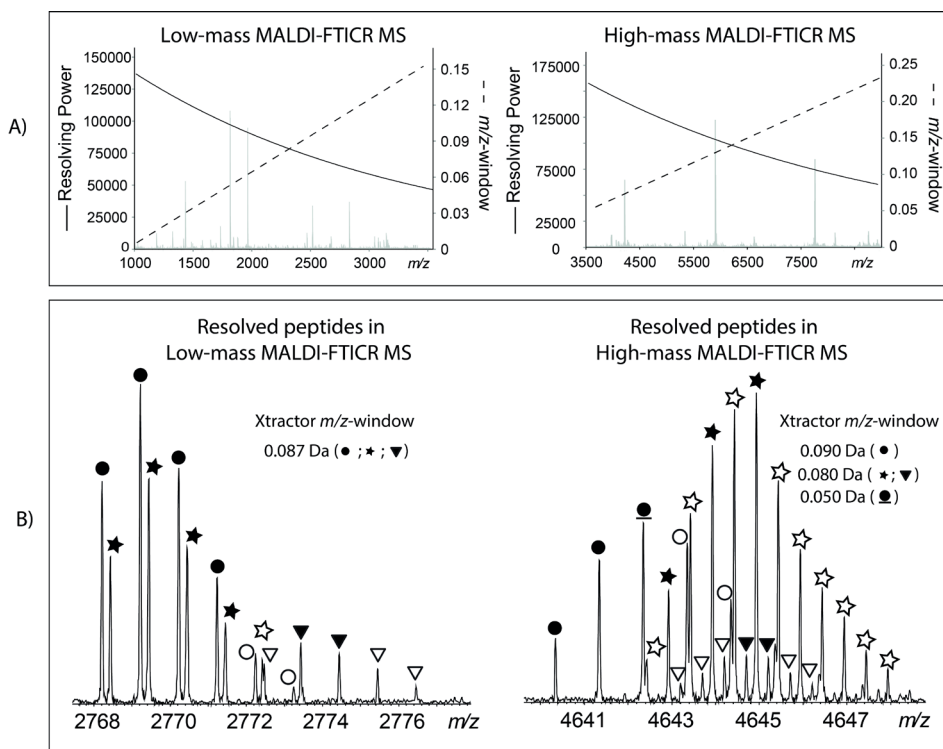 A)
Low-mass MALDI-FTICR MS
High-mass MALDI-FTICR MS
Resolving Power
150000
125000
100000
75000
50000
25000
0
0.15
0.12
0.09
0.06
0.03
0
m/z-window
1000 2000 3000 m/z
Resolving Power
175000
125000
75000
25000
0
0.25
0.20
0.15
0.10
0.05
0
m/z-window
3500 4500 5500 6500 7500 m/z
B)
Resolved peptides in
Low-mass MALDI-FTICR MS
Xtractor m/z-window
0.087 Da (● ; ★ ; ▼)
2768 2770 2772 2774 2776 m/z
Resolved peptides in
High-mass MALDI-FTICR MS
Xtractor m/z-window
0.090 Da (●)
0.080 Da (★ ; ▼)
0.050 Da (●)
4641 4643 4645 4647 m/z